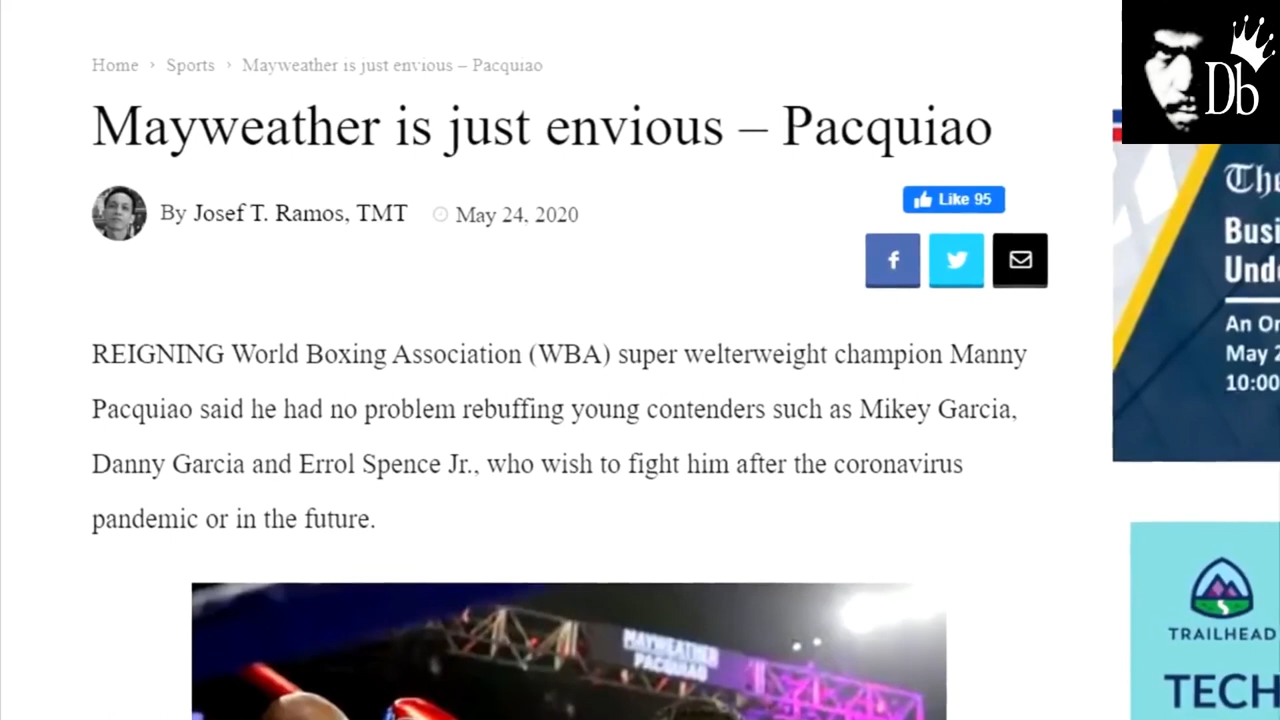 Home › Sports › Mayweather is just envious – Pacquiao
Mayweather is just envious – Pacquiao
By Josef T. Ramos, TMT
May 24, 2020
Like 95
REIGNING World Boxing Association (WBA) super welterweight champion Manny
Pacquiao said he had no problem rebuffing young contenders such as Mikey Garcia,
Danny Garcia and Errol Spence Jr., who wish to fight him after the coronavirus
pandemic or in the future.
MAYWEATHER
PACQUIAO
Db
The
Busi
Unde
An Or
May 2
10:00
TRAILHEAD
TECH